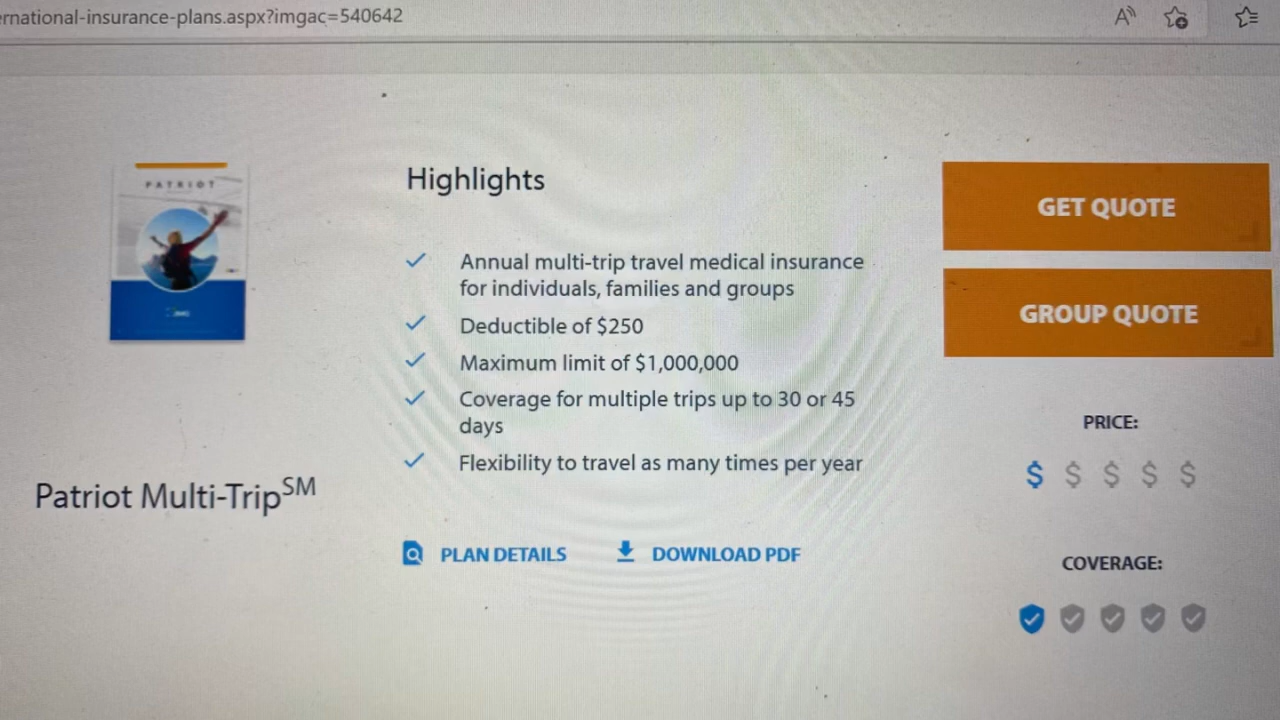 ernational-insurance-plans.aspx?imgac=540642
PATRIOT
Highlights
Annual multi-trip travel medical insurance
for individuals, families and groups
Deductible of $250
Maximum limit of $1,000,000
Coverage for multiple trips up to 30 or 45
days
Flexibility to travel as many times per year
PLAN DETAILS
DOWNLOAD PDF
Patriot Multi-TripSM
GET QUOTE
GROUP QUOTE
PRICE:
$ $ $ $ $
COVERAGE: